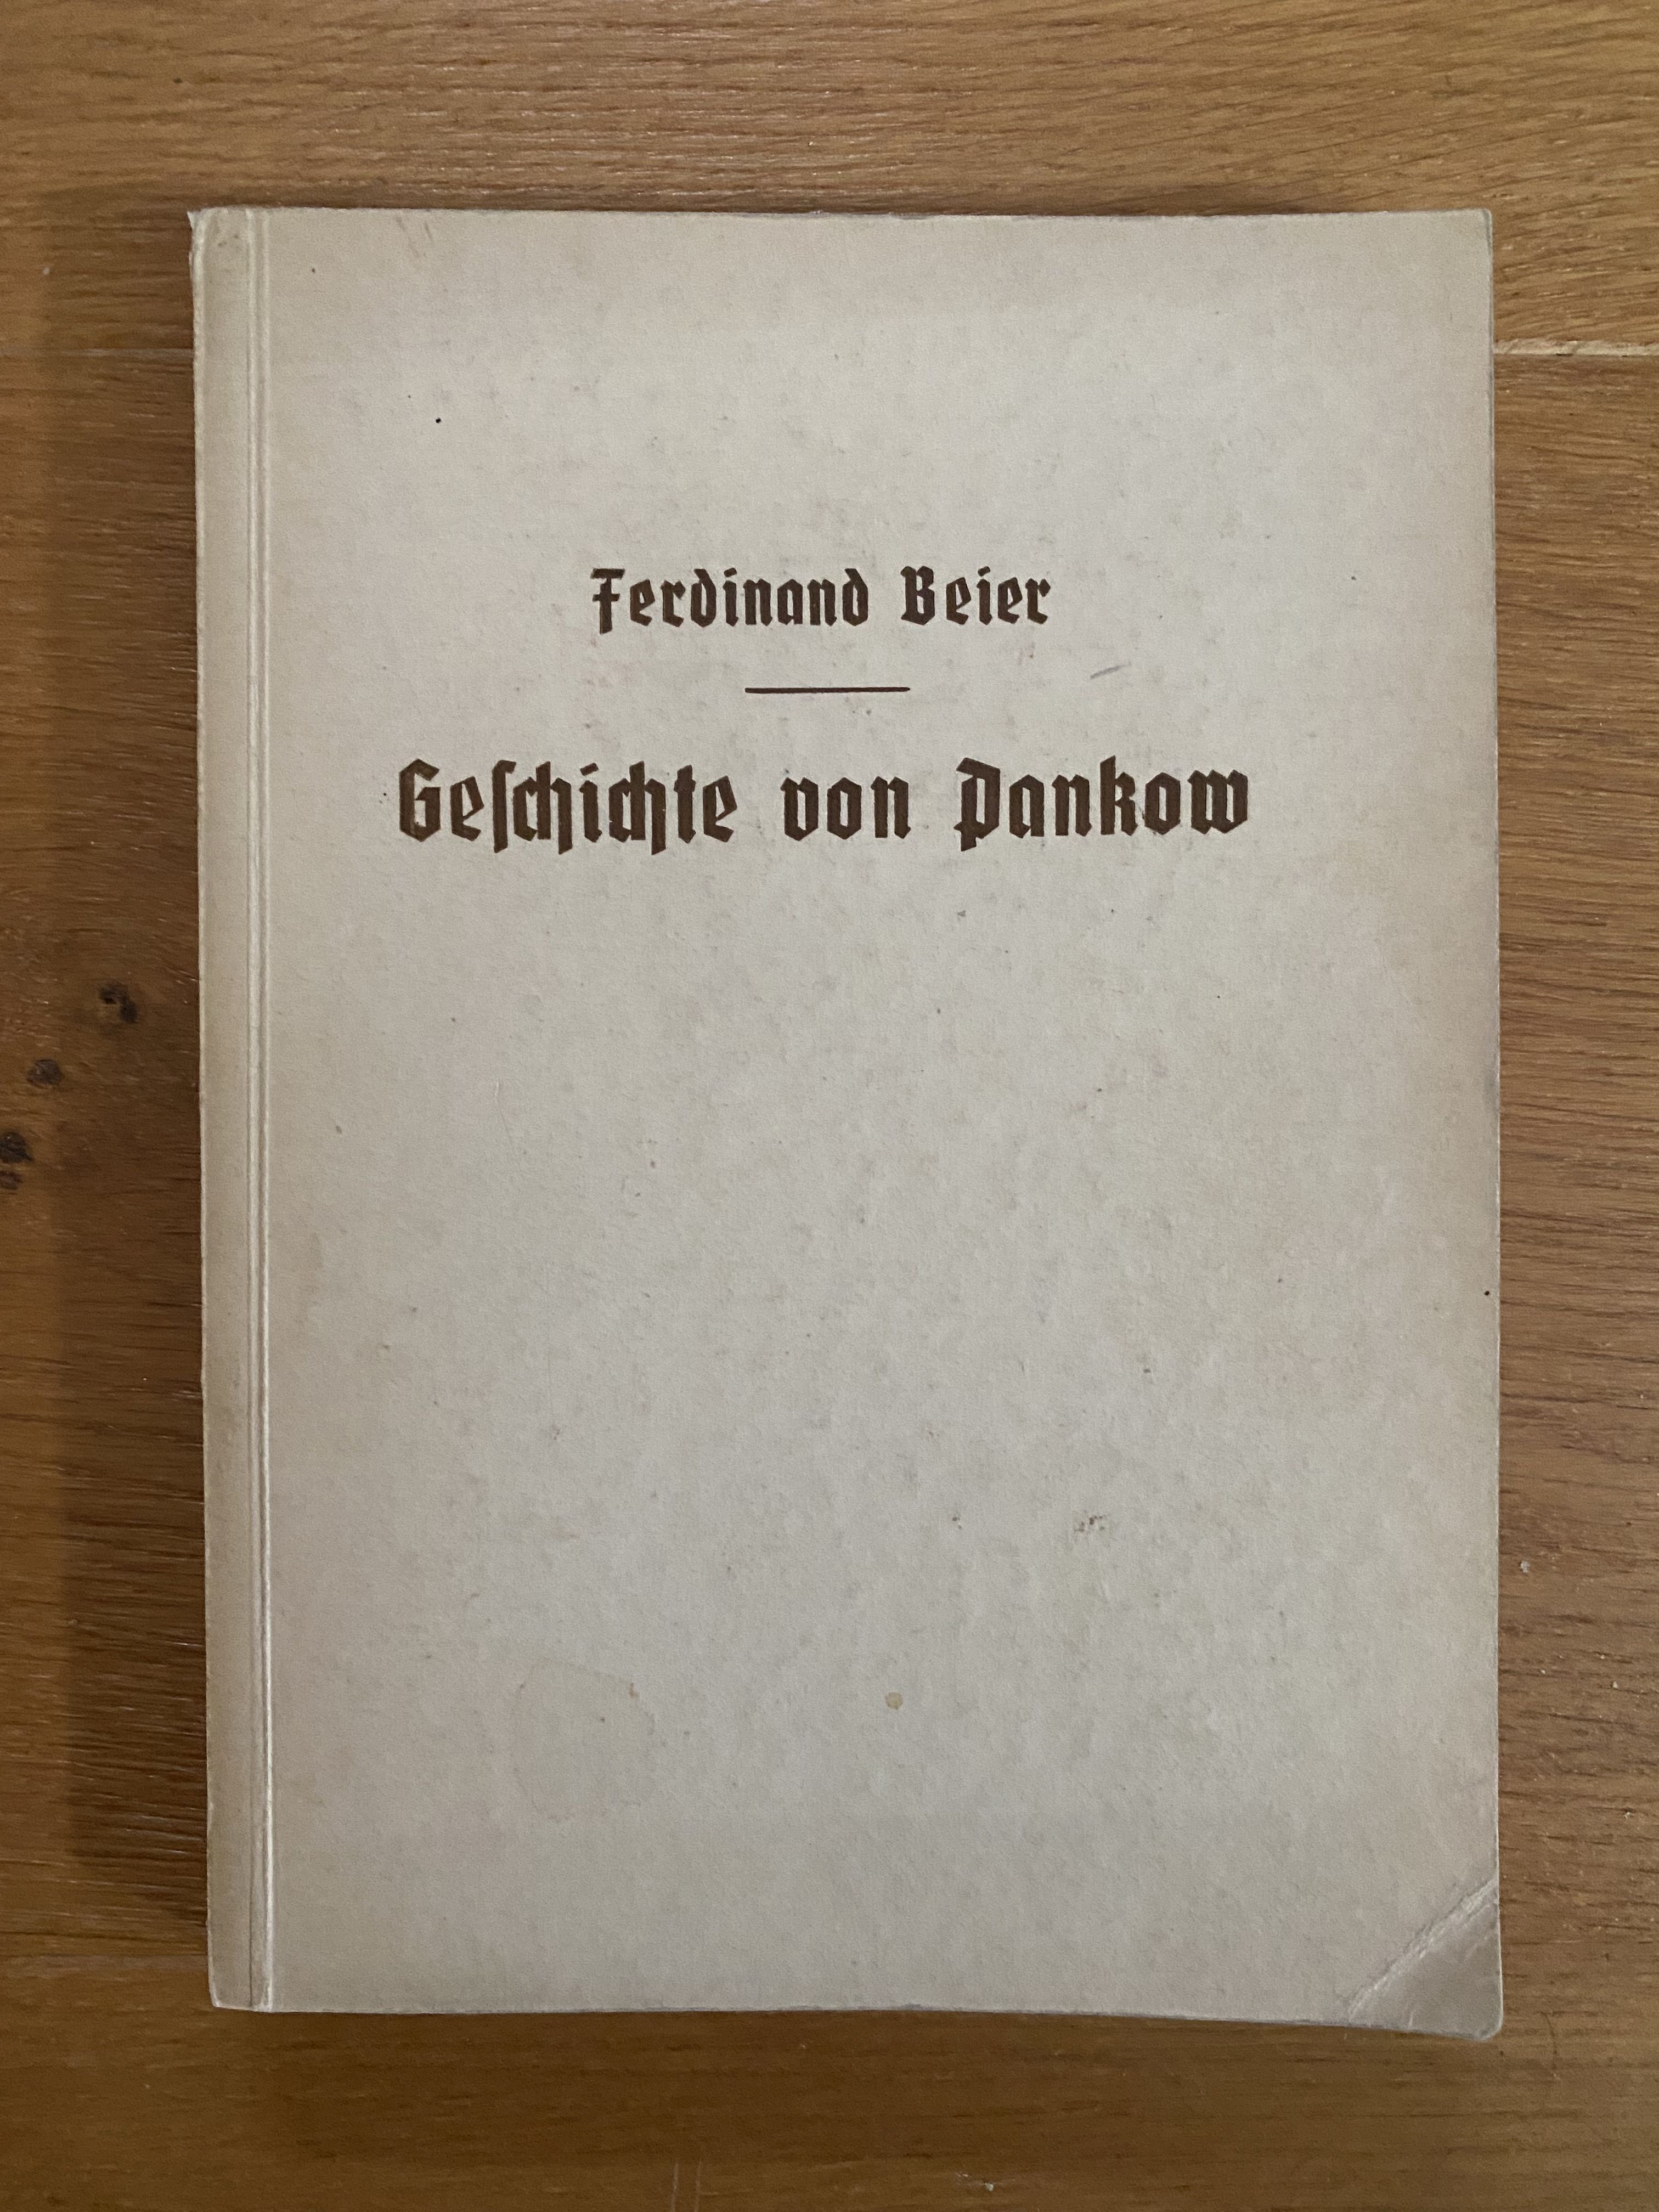 Ferdinand Beier
Geſchichte von Pankow